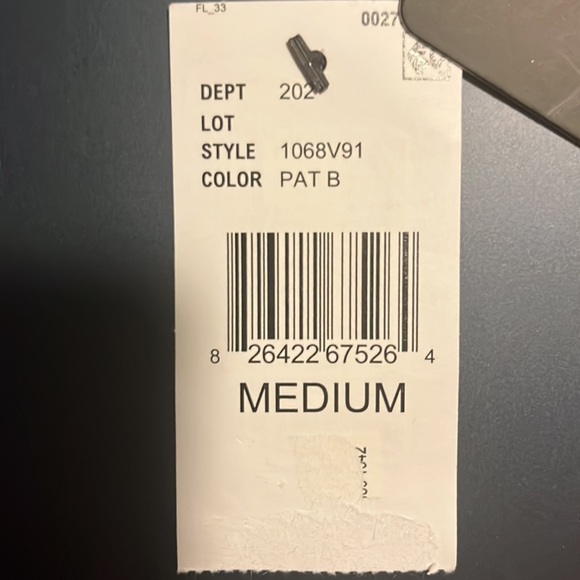 FL_33
0027
DEPT 202
LOT
STYLE 1068V91
COLOR PAT B
8 26422 67526 4
MEDIUM